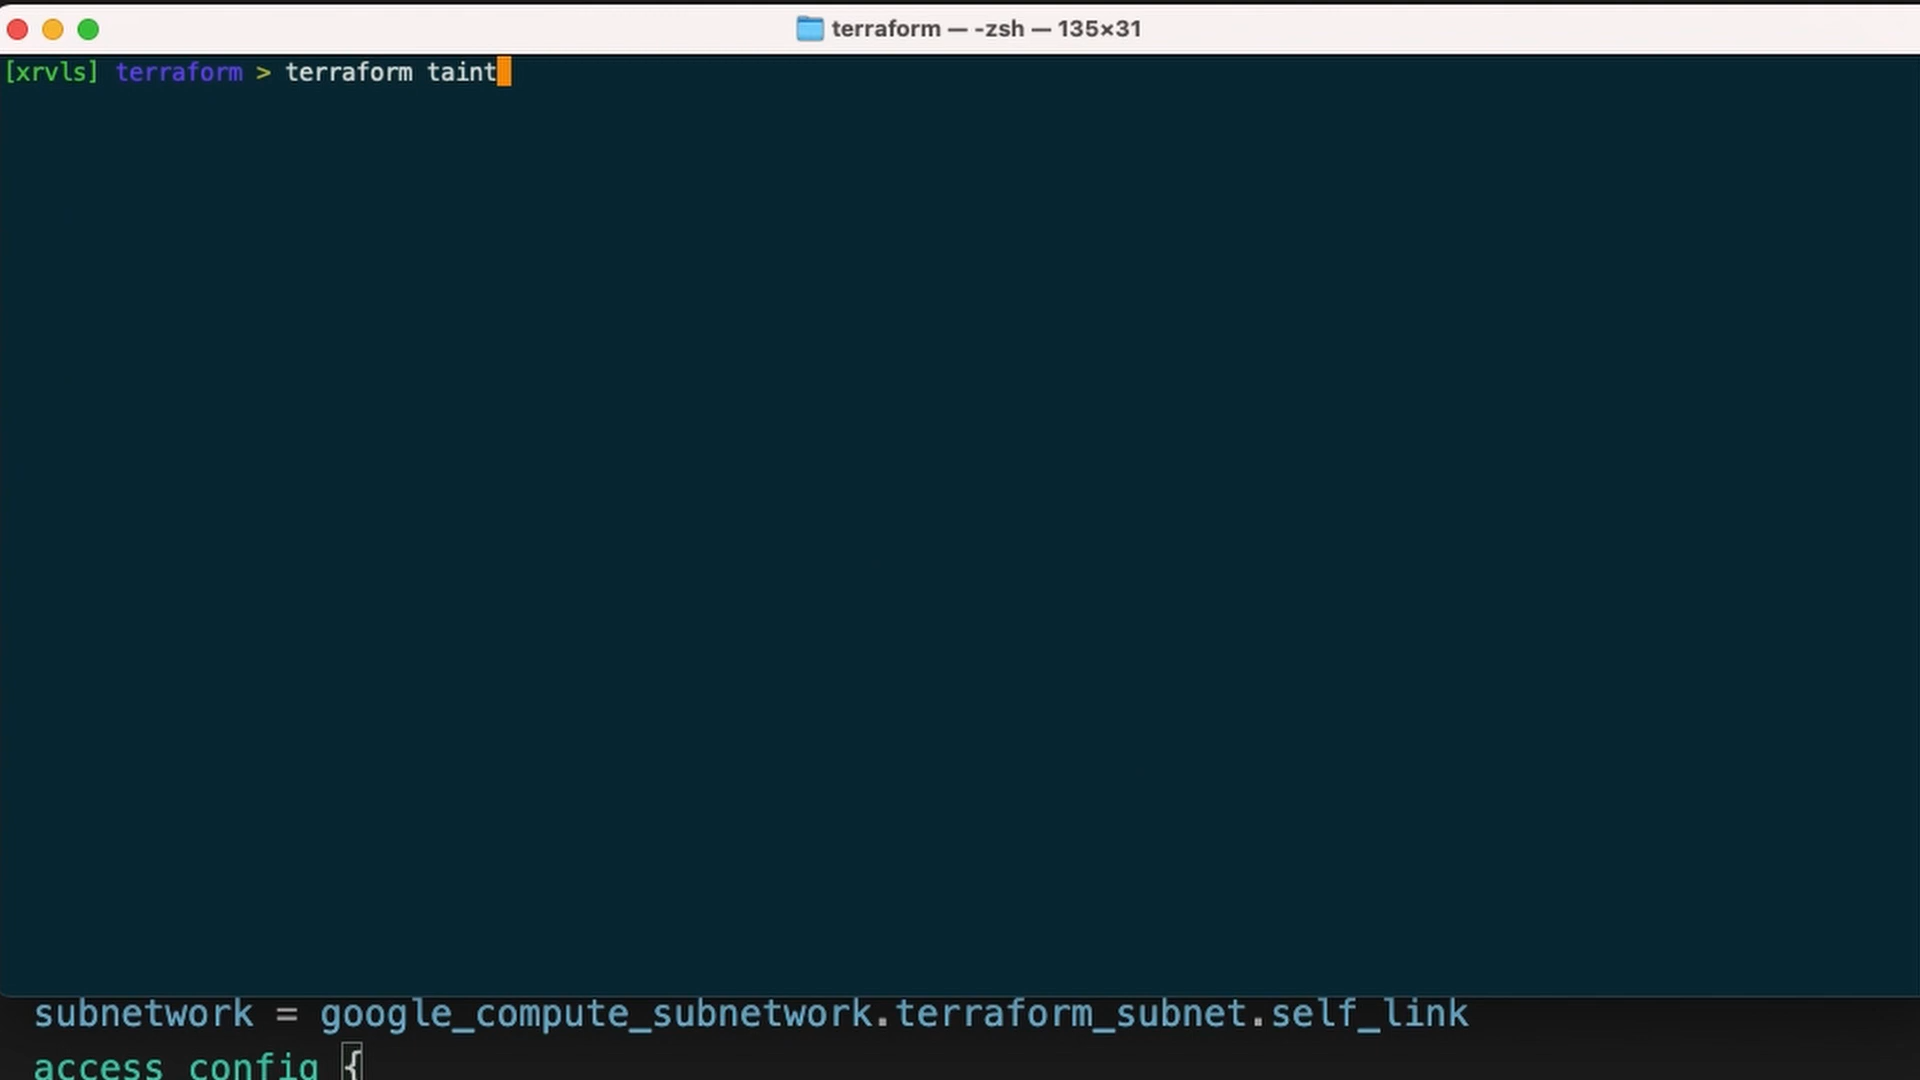 terraform — -zsh — 135×31
[xrvls] terraform > terraform taint
subnetwork = google_compute_subnetwork.terraform_subnet.self_link
access_config {